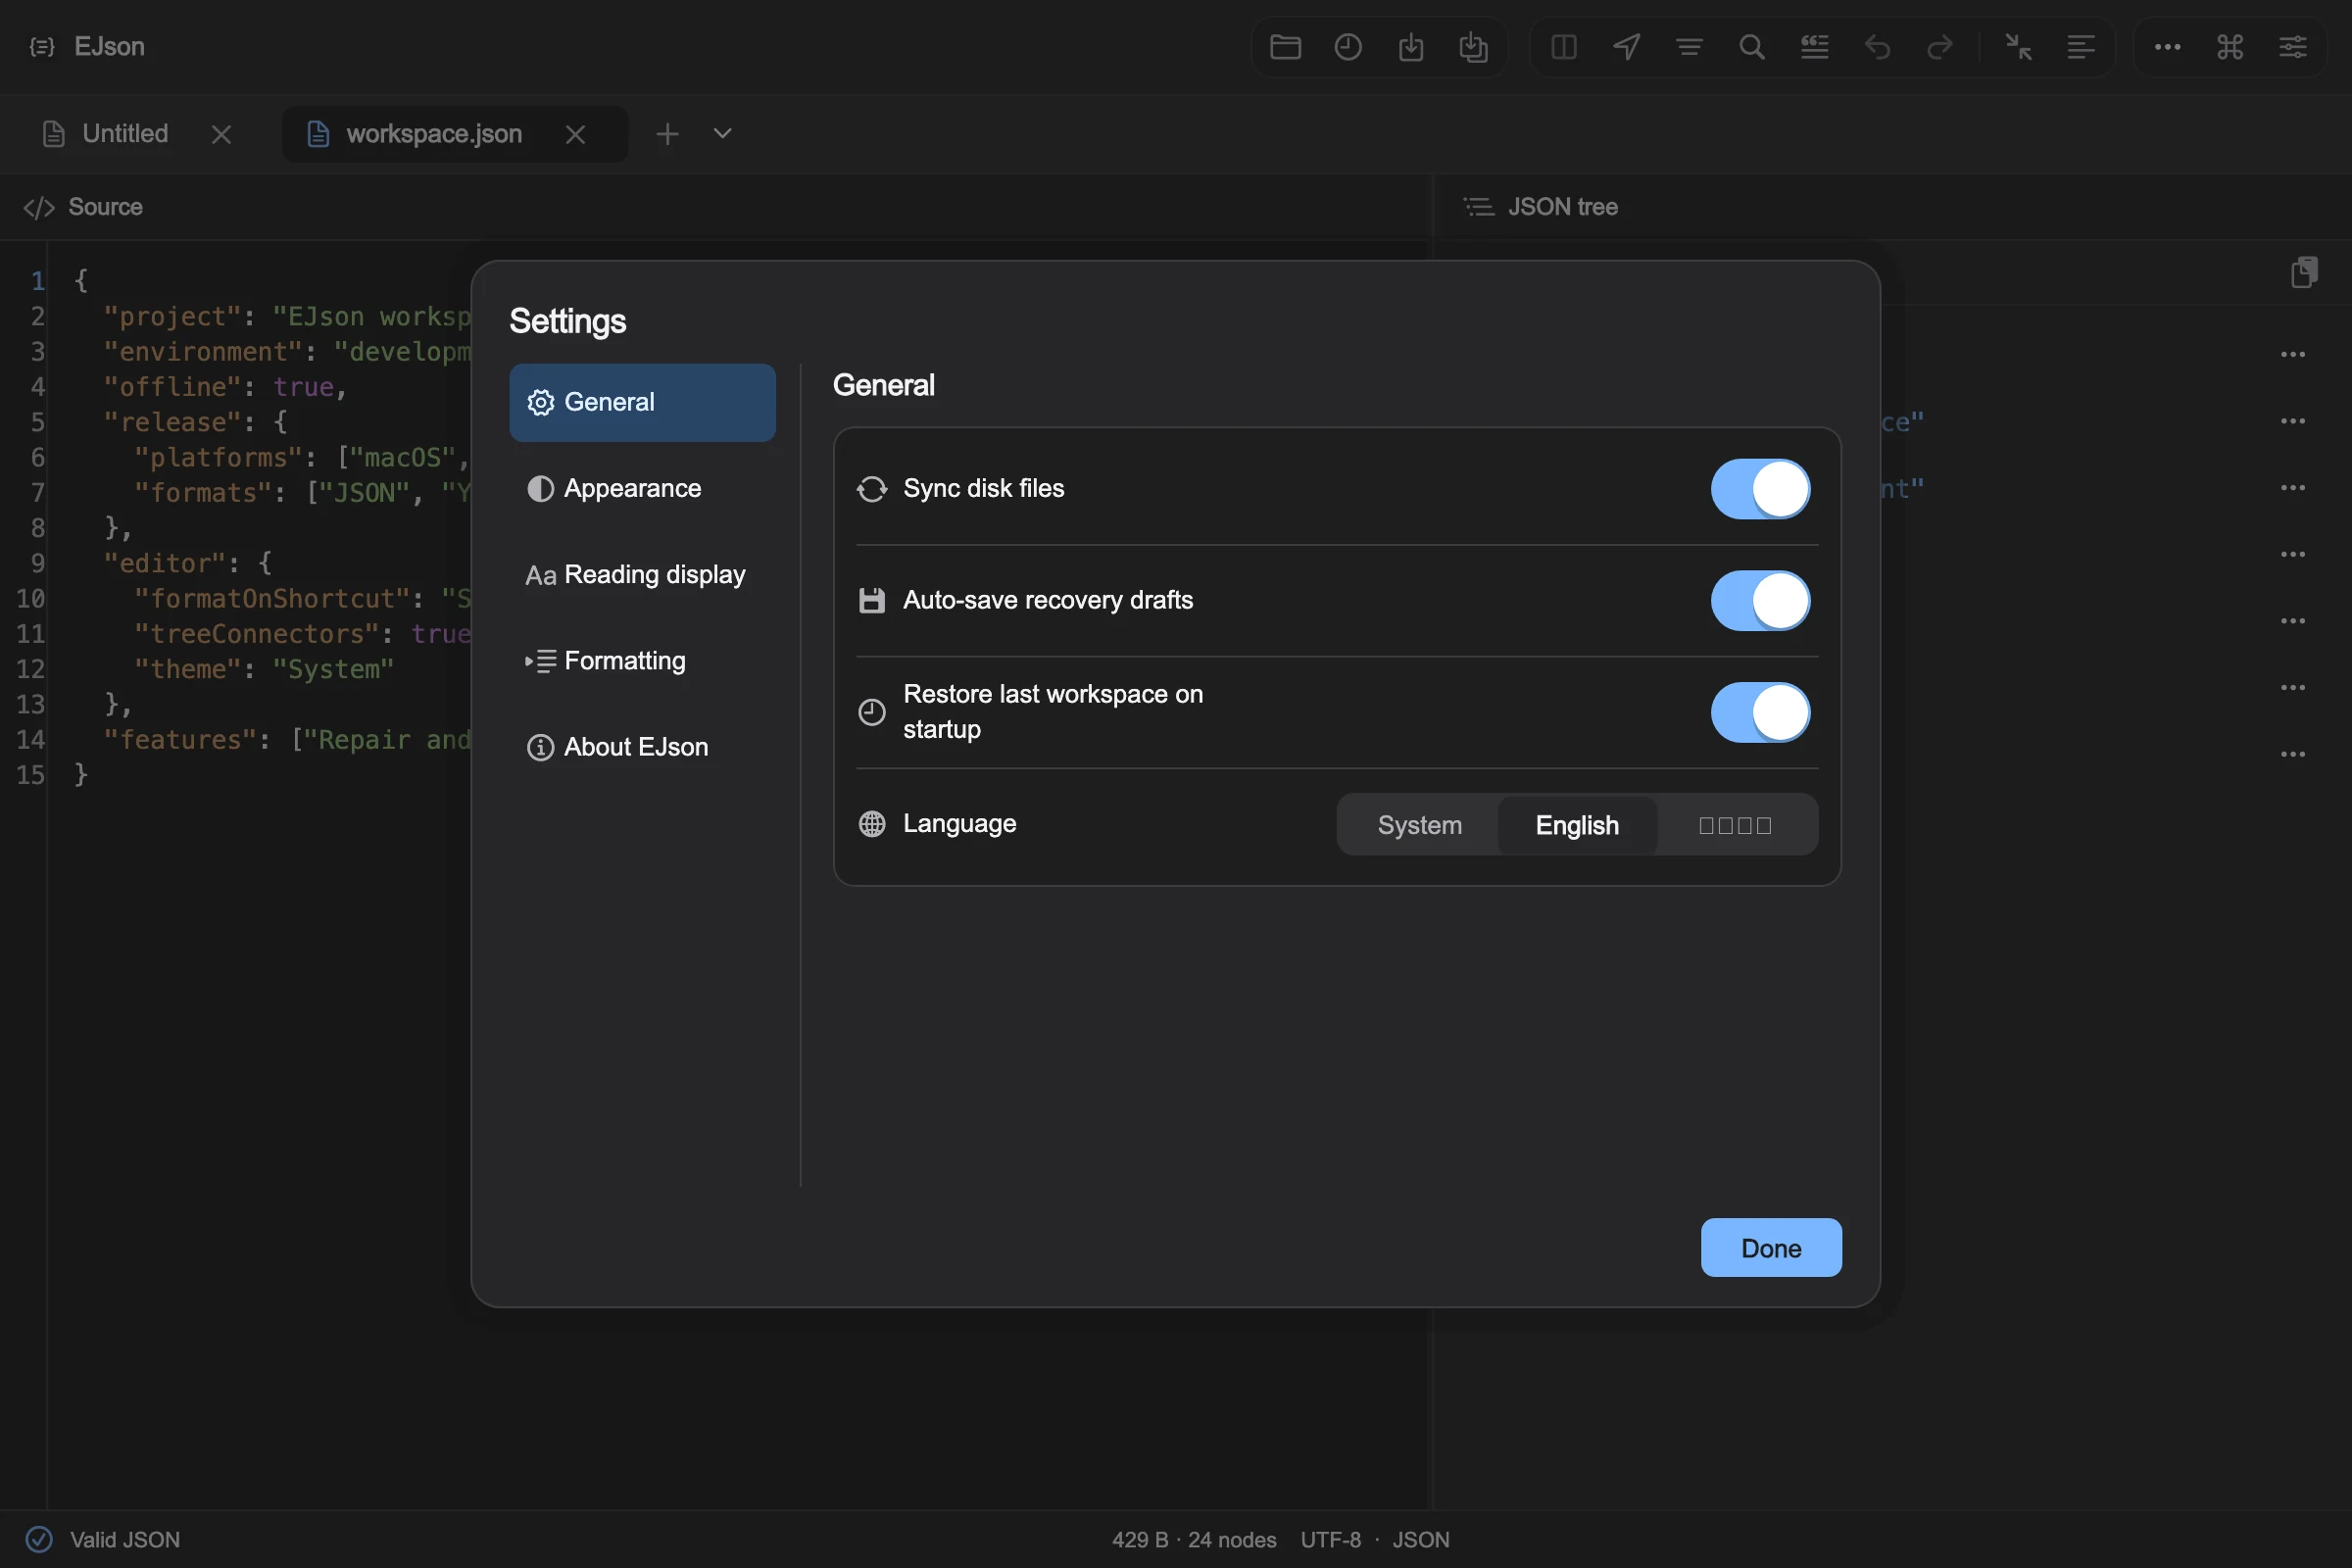 EJson
Untitled
workspace.json
Source
JSON tree
1 {
2 "project": "EJson worksp
3 "environment": "developm
4 "offline": true,
5 "release": {
6 "platforms": ["macOS",
7 "formats": ["JSON", "Y
8 },
9 "editor": {
10 "formatOnShortcut": "S
11 "treeConnectors": true
12 "theme": "System"
13 },
14 "features": ["Repair and
15 }
ce"
nt"
Settings
General
Appearance
Aa Reading display
Formatting
About EJson
General
Sync disk files
Auto-save recovery drafts
Restore last workspace on
startup
Language
System
English
Done
Valid JSON
429 B · 24 nodes UTF-8 · JSON